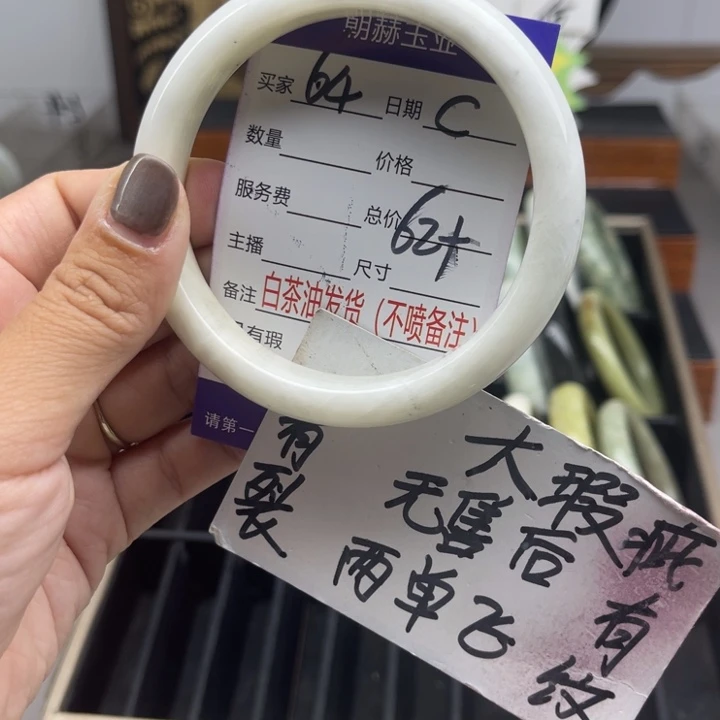 朝赫玉业
买家 64 日期 C
数量 价格
服务费 总价 62+
主播 尺寸
备注 白茶油发货（不喷备注）
有瑕
请第一
有裂
大瑕疵有纹
无售后
两单飞